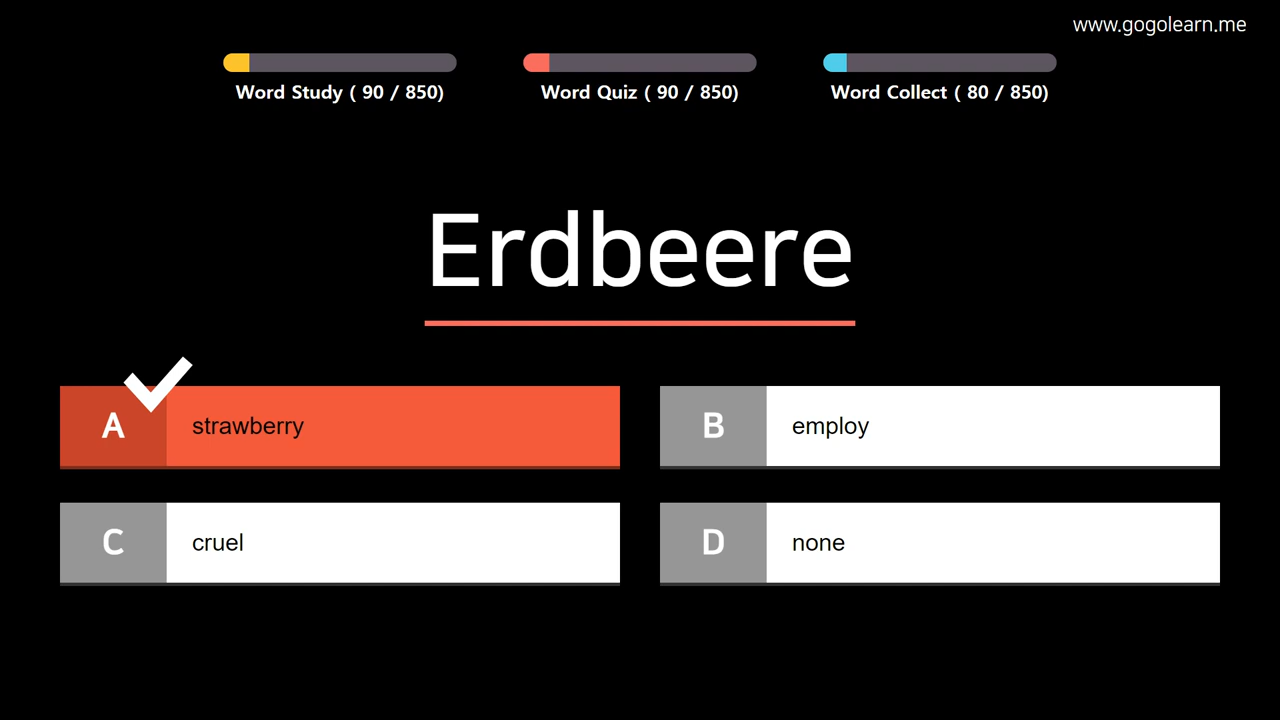 www.gogolearn.me
Word Study ( 90 / 850)
Word Quiz ( 90 / 850)
Word Collect ( 80 / 850)
Erdbeere
A strawberry
B employ
C cruel
D none